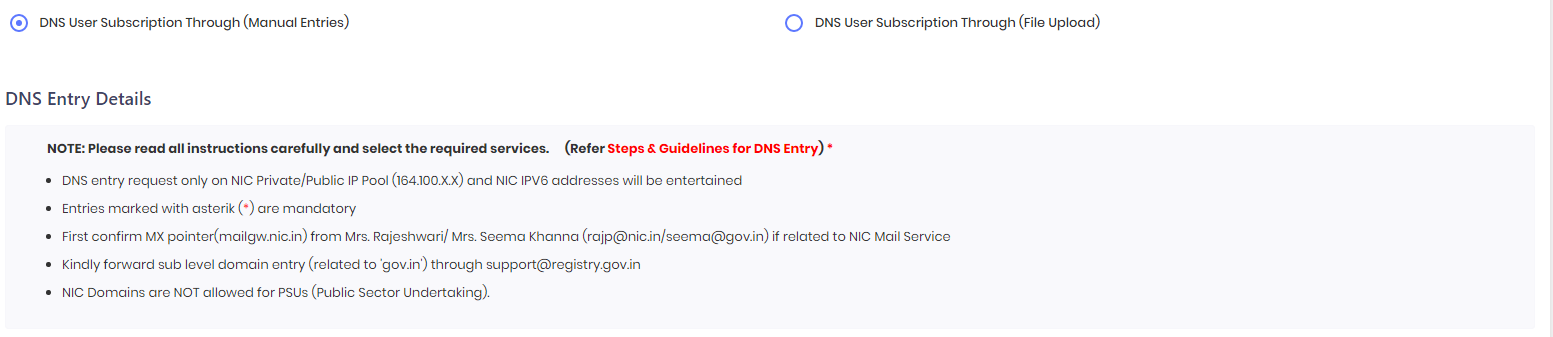 DNS User Subscription Through (Manual Entries)
DNS User Subscription Through (File Upload)
DNS Entry Details
NOTE: Please read all instructions carefully and select the required services. (Refer Steps & Guidelines for DNS Entry) *
DNS entry request only on NIC Private/Public IP Pool (164.100.X.X) and NIC IPV6 addresses will be entertained
Entries marked with asterik (*) are mandatory
First confirm MX pointer(mailgw.nic.in) from Mrs. Rajeshwari/ Mrs. Seema Khanna (rajp@nic.in/seema@gov.in) if related to NIC Mail Service
Kindly forward sub level domain entry (related to 'gov.in') through support@registry.gov.in
NIC Domains are NOT allowed for PSUs (Public Sector Undertaking).